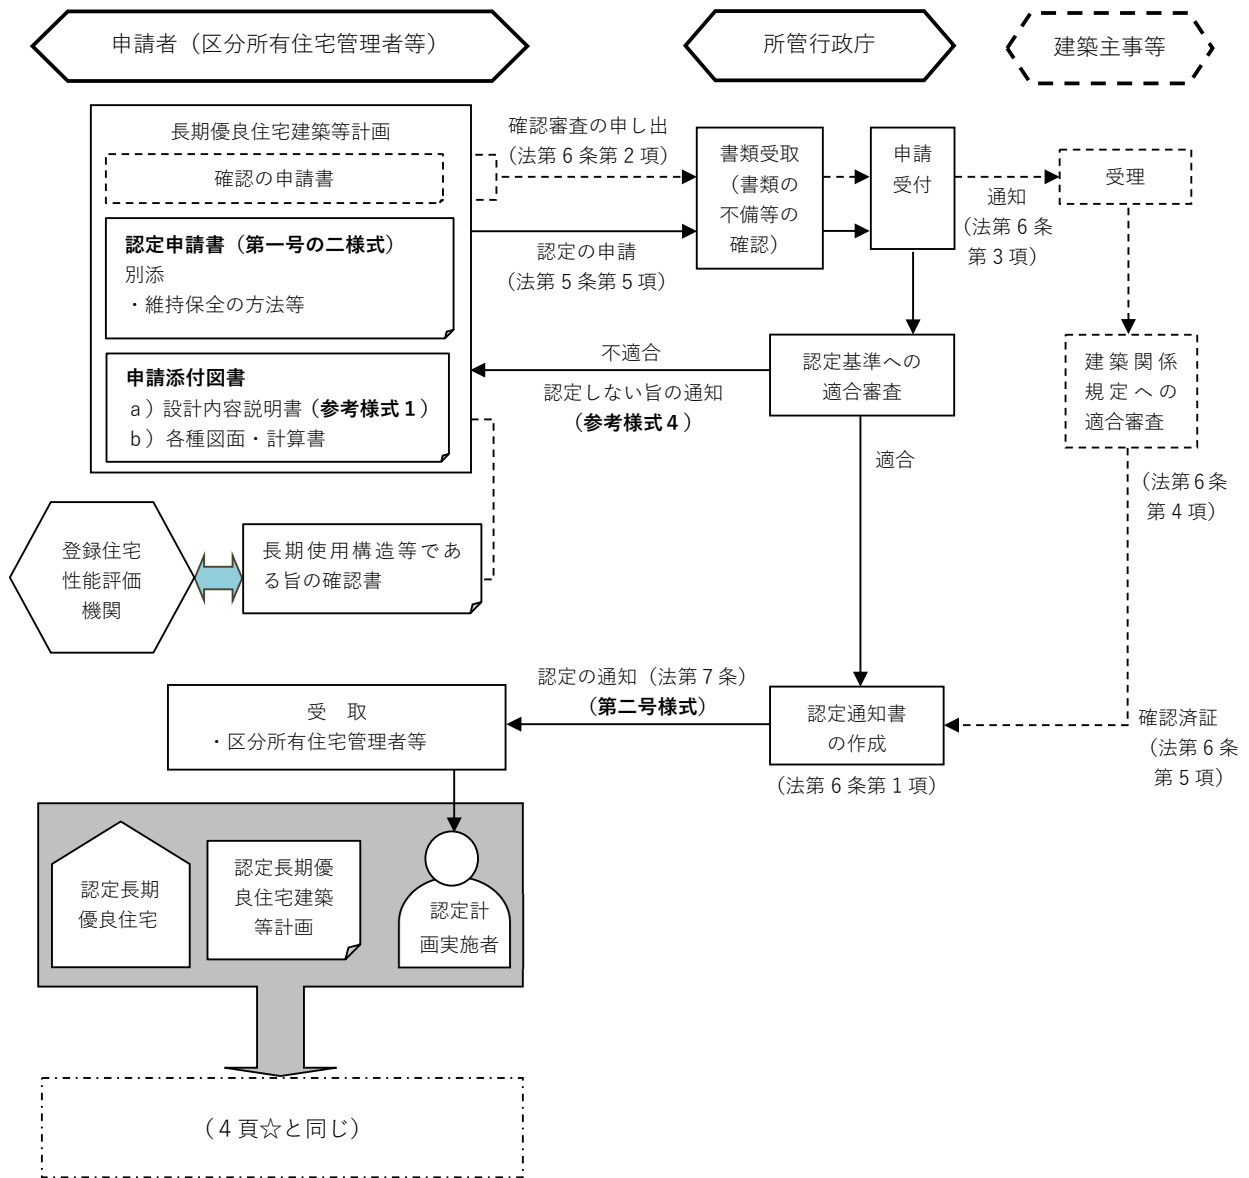 申請者（区分所有住宅管理者等）
所管行政庁
建築主事等
長期優良住宅建築等計画
確認の申請書
認定申請書（第一号の二様式）
別添
・維持保全の方法等
申請添付図書
ａ）設計内容説明書（参考様式１）
ｂ）各種図面・計算書
確認審査の申し出
（法第６条第２項）
認定の申請
（法第５条第５項）
書類受取
（書類の
不備等の
確認）
申請
受付
通知
（法第６条
第３項）
受理
不適合
認定しない旨の通知
（参考様式４）
認定基準への
適合審査
適合
建築関係
規定への
適合審査
（法第６条
第４項）
登録住宅
性能評価
機関
長期使用構造等であ
る旨の確認書
認定の通知（法第７条）
（第二号様式）
受　取
・区分所有住宅管理者等
認定通知書
の作成
（法第６条第１項）
確認済証
（法第６条
第５項）
認定長期
優良住宅
認定長期優
良住宅建築
等計画
認定計
画実施者
（４頁☆と同じ）